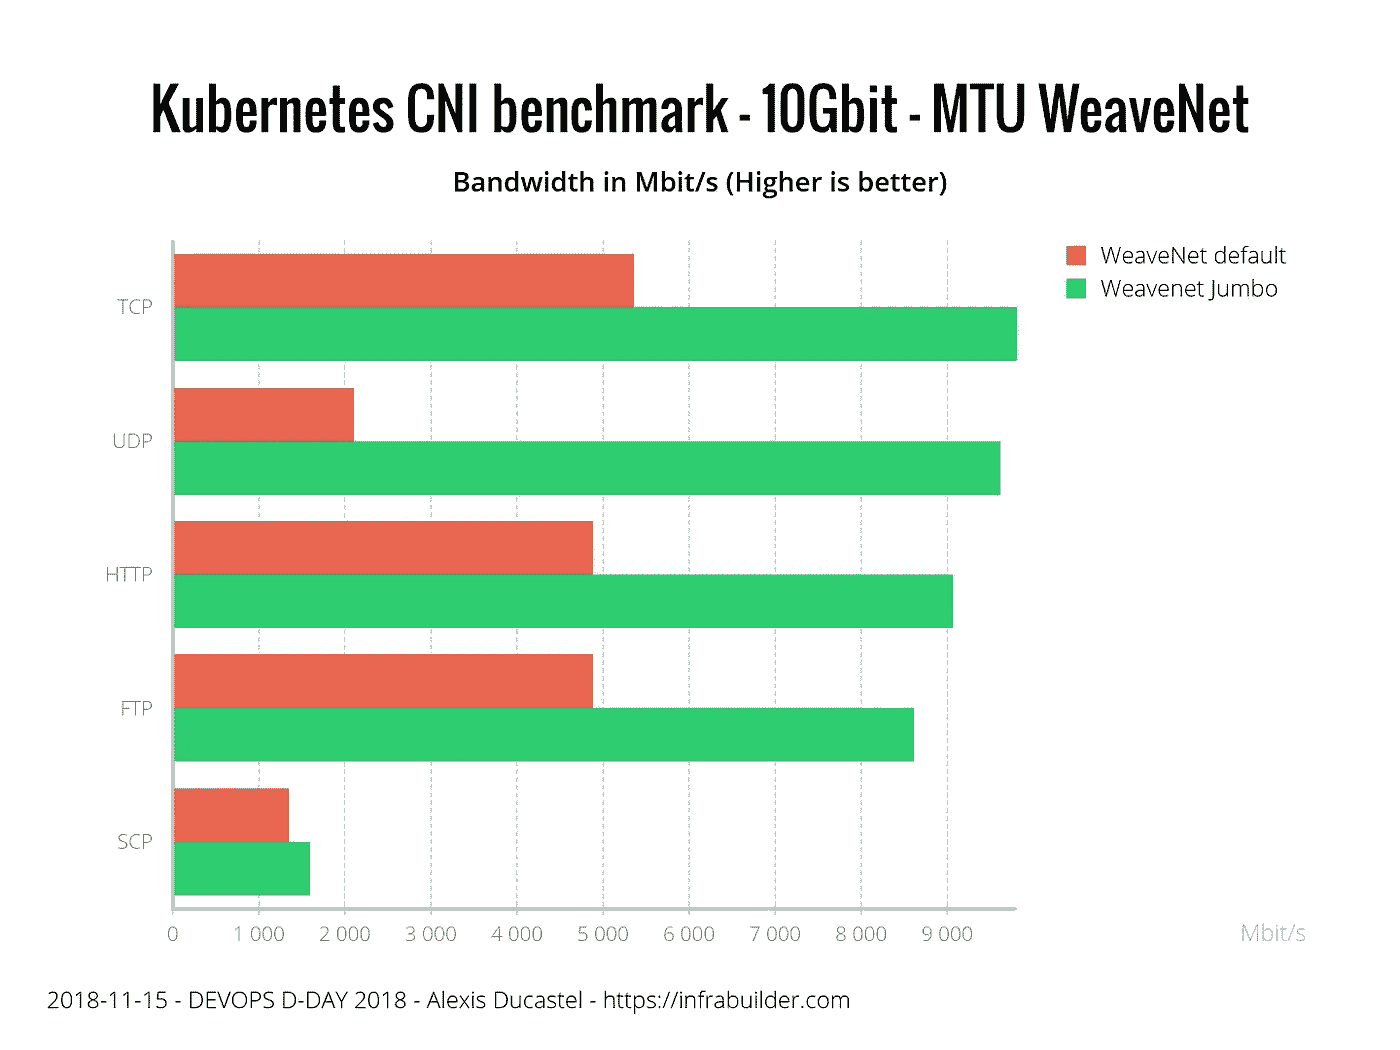 Kubernetes CNI benchmark - 10Gbit - MTU WeaveNet
Bandwidth in Mbit/s (Higher is better)
WeaveNet default
Weavenet Jumbo
TCP
UDP
HTTP
FTP
SCP
0 1 000 2 000 3 000 4 000 5 000 6 000 7 000 8 000 9 000 Mbit/s
2018-11-15 - DEVOPS D-DAY 2018 - Alexis Ducastel - https://infrabuilder.com